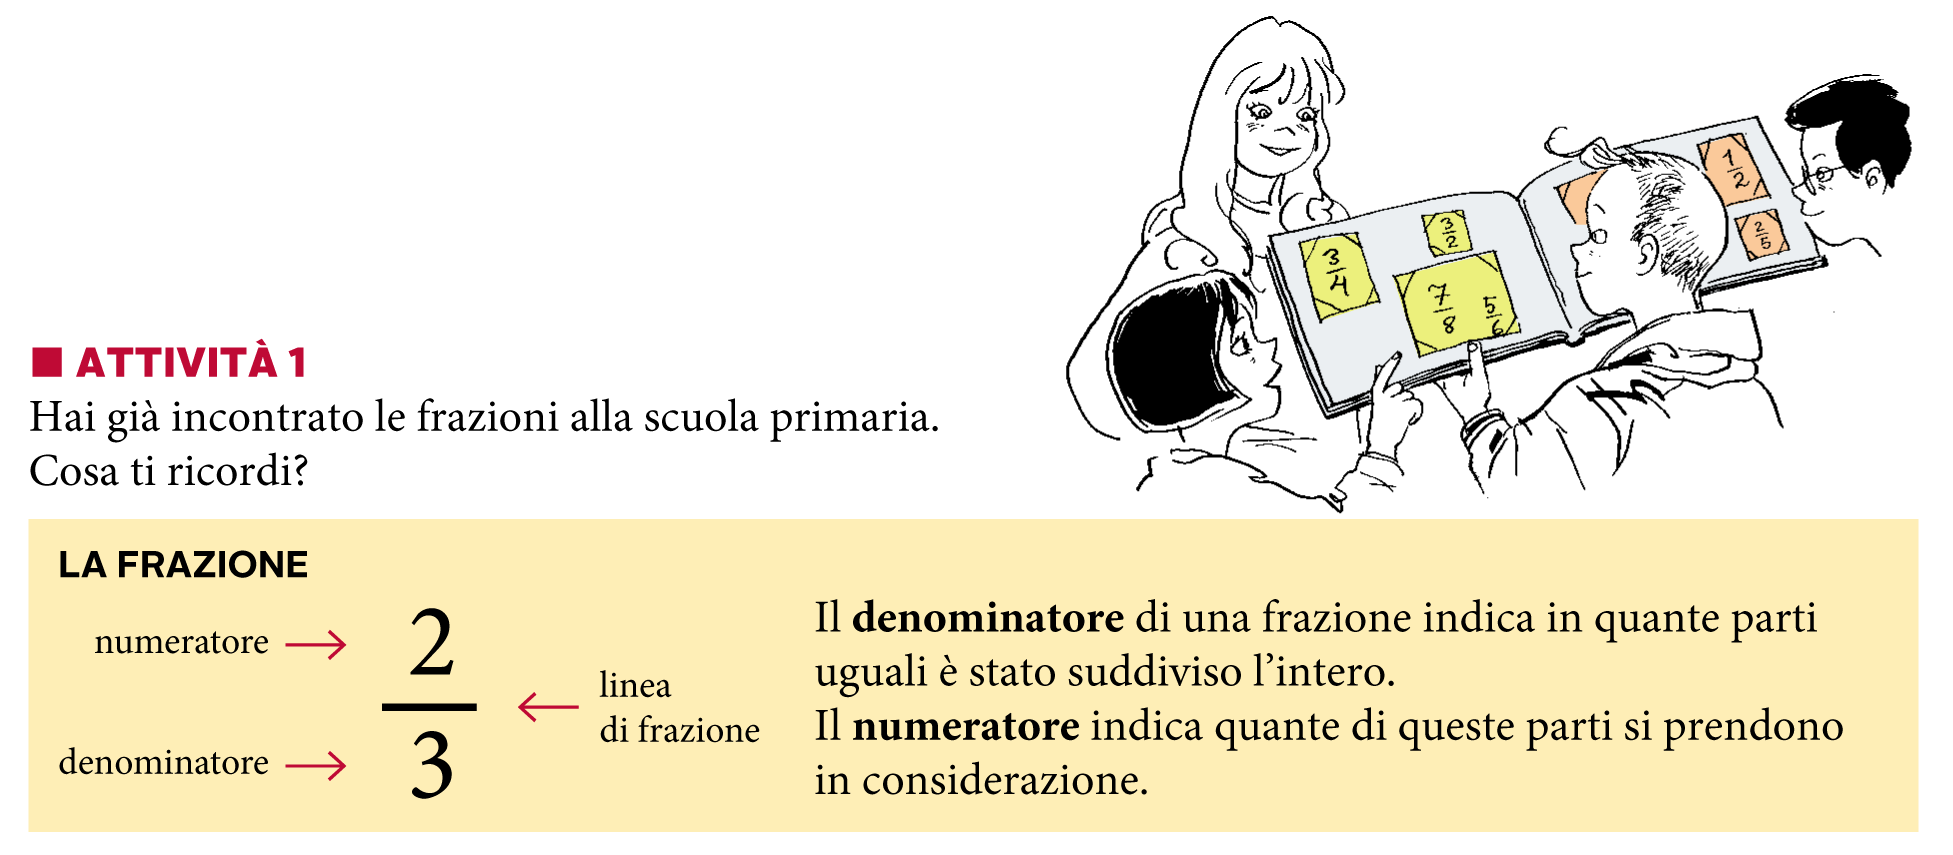 3/4
3/2
7/8
5/6
1/2
2/5
■ ATTIVITÀ 1
Hai già incontrato le frazioni alla scuola primaria.
Cosa ti ricordi?
LA FRAZIONE
numeratore → 2
linea
di frazione
denominatore → 3
Il denominatore di una frazione indica in quante parti
uguali è stato suddiviso l’intero.
Il numeratore indica quante di queste parti si prendono
in considerazione.